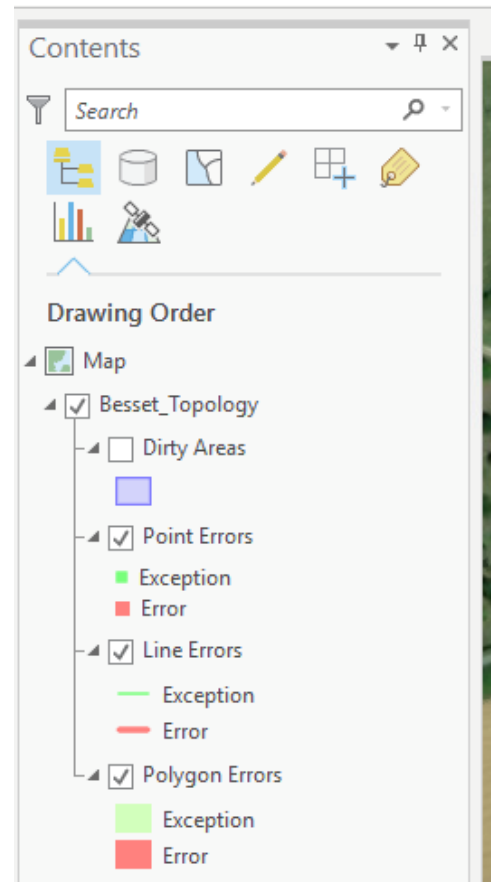 Contents
Search
Drawing Order
Map
Besset_Topology
Dirty Areas
Point Errors
Exception
Error
Line Errors
Exception
Error
Polygon Errors
Exception
Error